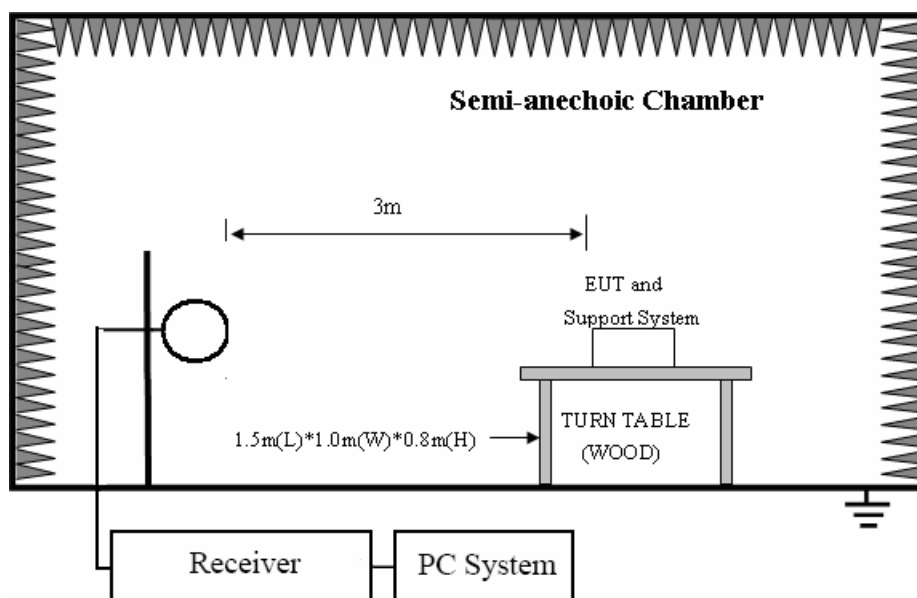 Semi-anechoic Chamber
3m
EUT and
Support System
1.5m(L)*1.0m(W)*0.8m(H)
TURN TABLE
(WOOD)
Receiver
PC System